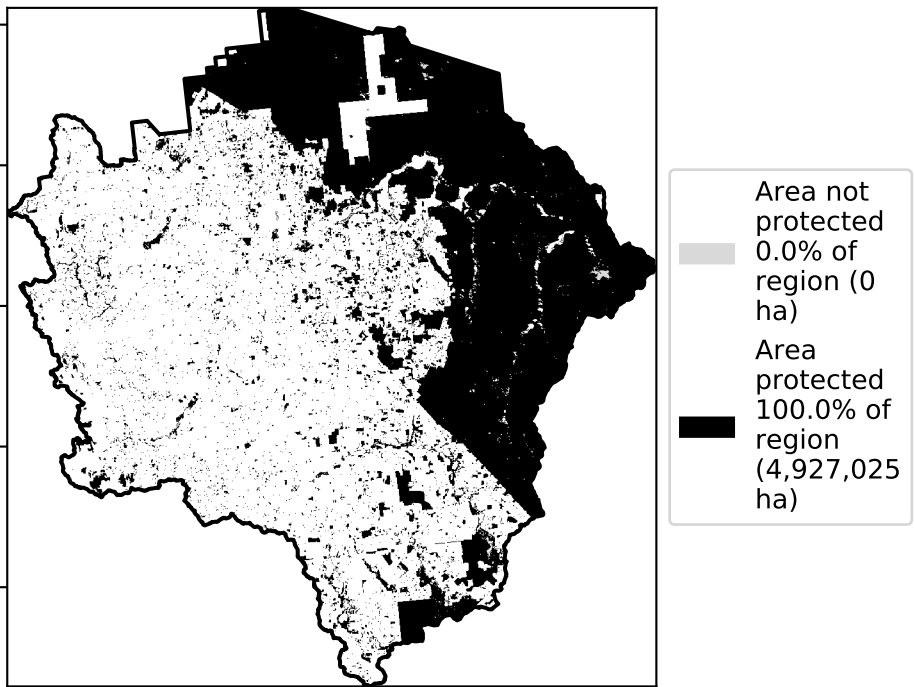 Area not
protected
0.0% of
region (0
ha)
Area
protected
100.0% of
region
(4,927,025
ha)